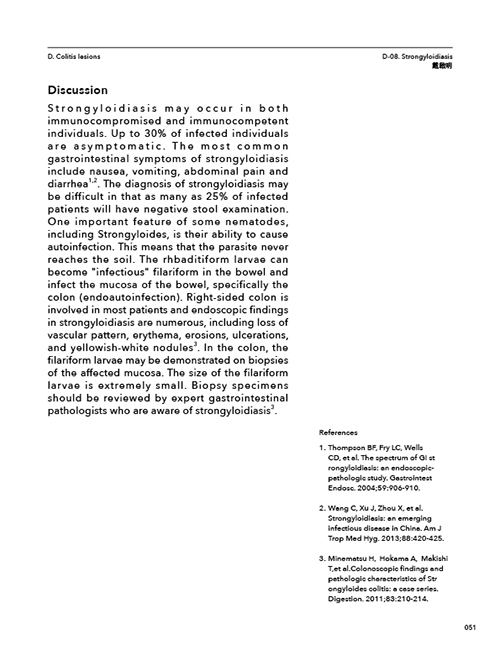 D. Colitis lesions
D-08. Strongyloidiasis
戴啟明
Discussion
Strongyloidiasis may occur in both
immunocompromised and immunocompetent
individuals. Up to 30% of infected individuals
are asymptomatic. The most common
gastrointestinal symptoms of strongyloidiasis
include nausea, vomiting, abdominal pain and
diarrhea1,2. The diagnosis of strongyloidiasis may
be difficult in that as many as 25% of infected
patients will have negative stool examination.
One important feature of some nematodes,
including Strongyloides, is their ability to cause
autoinfection. This means that the parasite never
reaches the soil. The rhbaditiform larvae can
become "infectious" filariform in the bowel and
infect the mucosa of the bowel, specifically the
colon (endoautoinfection). Right-sided colon is
involved in most patients and endoscopic findings
in strongyloidiasis are numerous, including loss of
vascular pattern, erythema, erosions, ulcerations,
and yellowish-white nodules3. In the colon, the
filariform larvae may be demonstrated on biopsies
of the affected mucosa. The size of the filariform
larvae is extremely small. Biopsy specimens
should be reviewed by expert gastrointestinal
pathologists who are aware of strongyloidiasis3.
References
1. Thompson BF, Fry LC, Wells
CD, et al. The spectrum of GI st
rongyloidiasis: an endoscopic-
pathologic study. Gastrointest
Endosc. 2004;59:906-910.
2. Wang C, Xu J, Zhou X, et al.
Strongyloidiasis: an emerging
infectious disease in China. Am J
Trop Med Hyg. 2013;88:420-425.
3. Minematsu H, Hokama A, Makishi
T,et al.Colonoscopic findings and
pathologic characteristics of Str
ongyloides colitis: a case series.
Digestion. 2011;83:210-214.
051